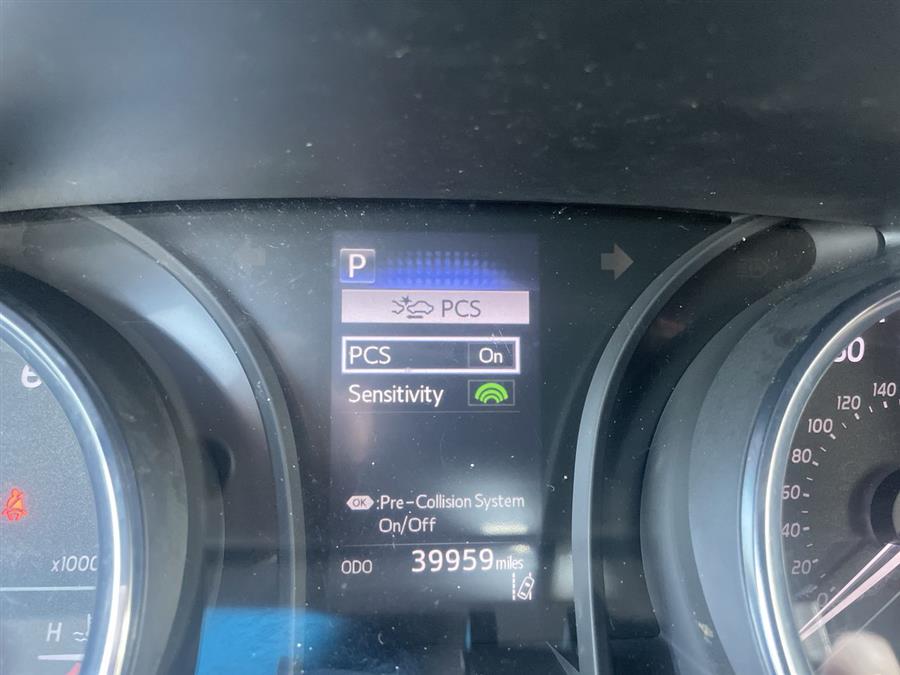 P
PCS
PCS On
Sensitivity
OK :Pre-Collision System
On/Off
ODO 39959 miles
x1000
H
140
120
100
80
60
40
20
0